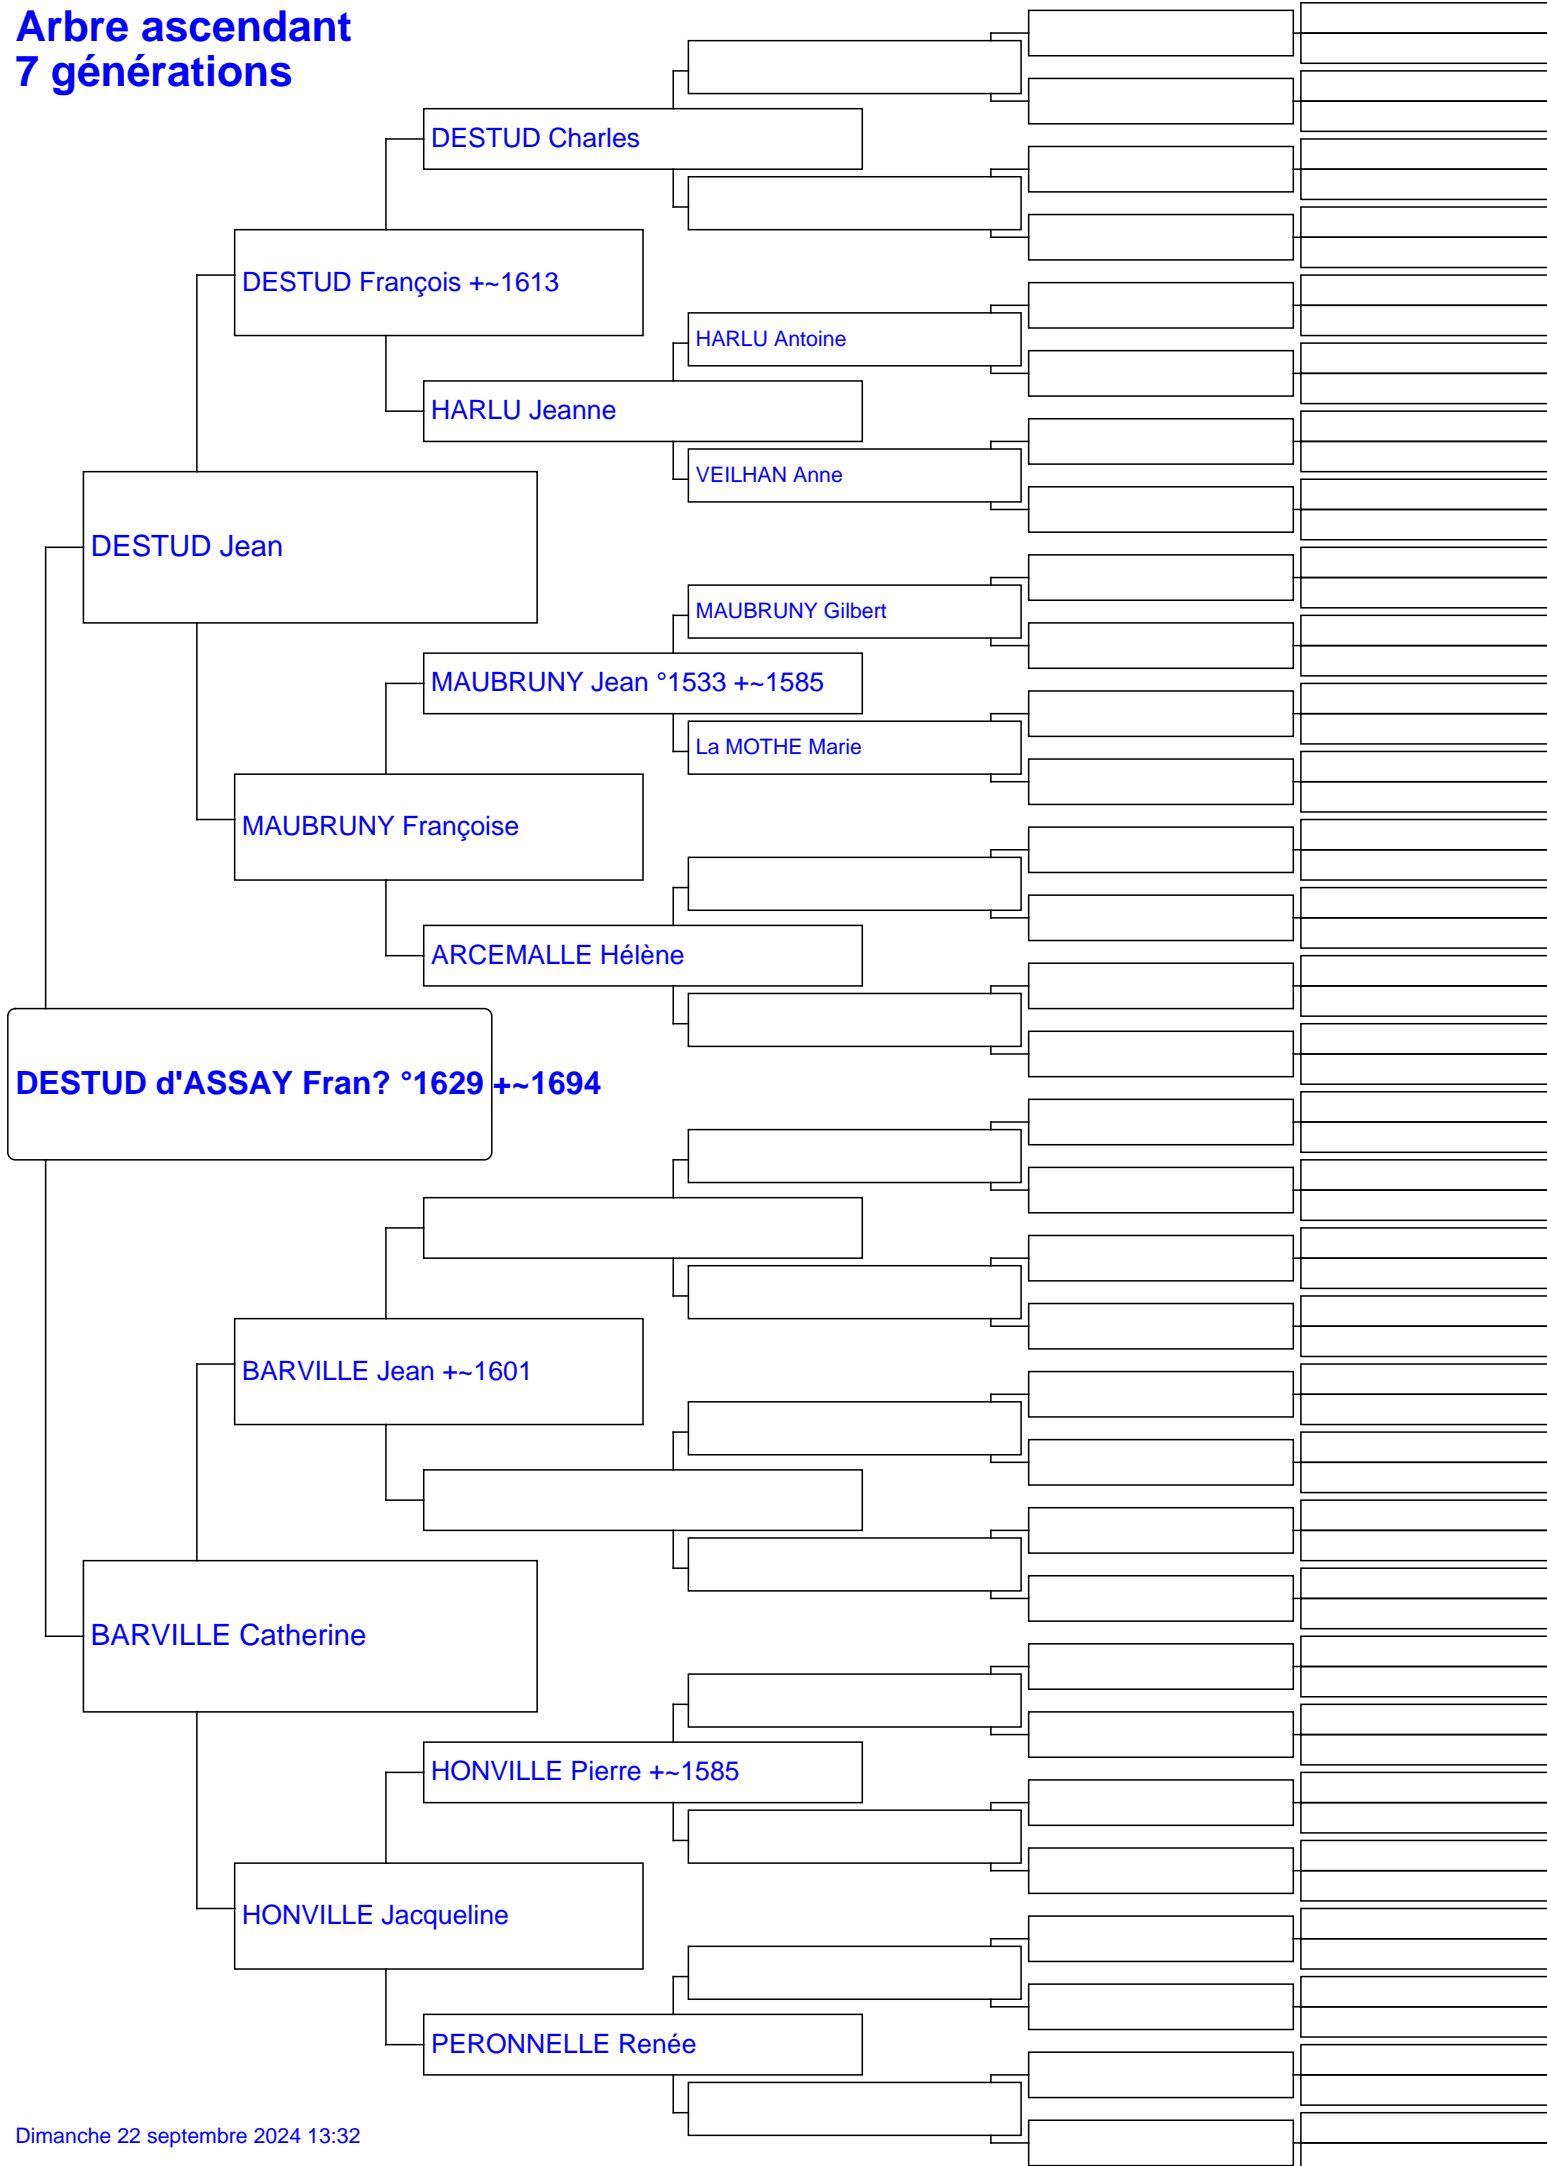 Arbre ascendant
7 générations
DESTUD Charles
DESTUD François +~1613
HARLU Antoine
HARLU Jeanne
VEILHAN Anne
DESTUD Jean
MAUBRUNY Gilbert
MAUBRUNY Jean °1533 +~1585
La MOTHE Marie
MAUBRUNY Françoise
ARCEMALLE Hélène
DESTUD d'ASSAY Fran? °1629 +~1694
BARVILLE Jean +~1601
BARVILLE Catherine
HONVILLE Pierre +~1585
HONVILLE Jacqueline
PERONNELLE Renée
Dimanche 22 septembre 2024 13:32